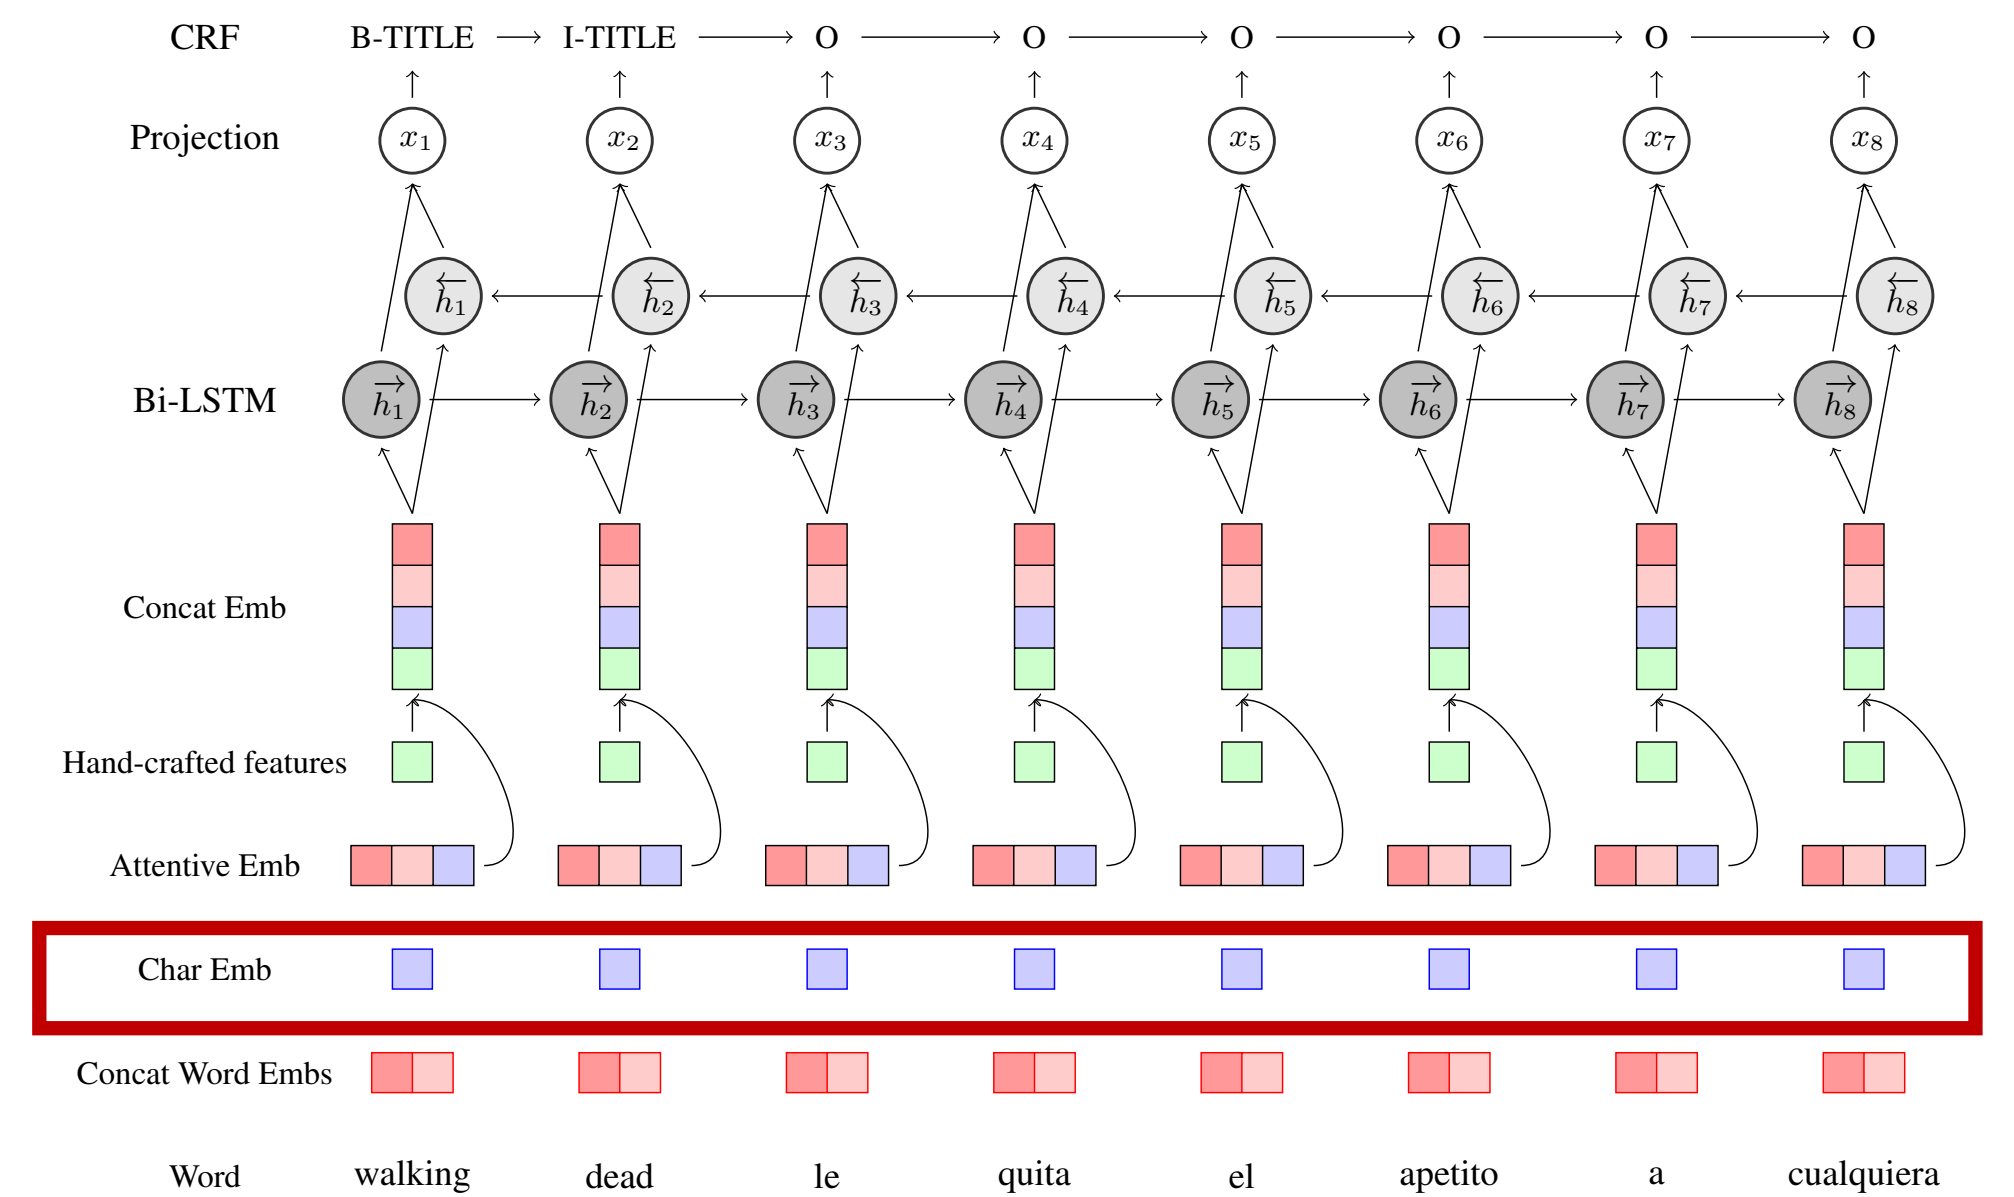 CRF B-TITLE I-TITLE O O O O O O
Projection x1 x2 x3 x4 x5 x6 x7 x8
←h1 ←h2 ←h3 ←h4 ←h5 ←h6 ←h7 ←h8
Bi-LSTM →h1 →h2 →h3 →h4 →h5 →h6 →h7 →h8
Concat Emb
Hand-crafted features
Attentive Emb
Char Emb
Concat Word Embs
Word walking dead le quita el apetito a cualquiera